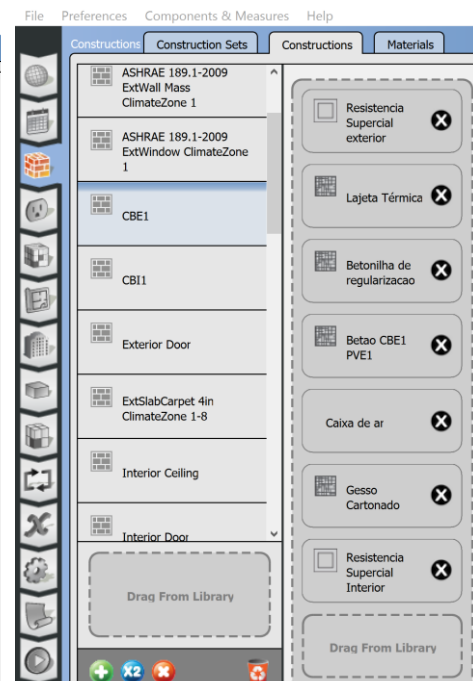 File Preferences Components & Measures Help
Constructions Construction Sets Constructions Materials
ASHRAE 189.1-2009
ExtWall Mass
ClimateZone 1
ASHRAE 189.1-2009
ExtWindow ClimateZone
1
CBE1
CBI1
Exterior Door
ExtSlabCarpet 4in
ClimateZone 1-8
Interior Ceiling
Interior Door
Drag From Library
X2
Resistencia
Supercial
exterior
Lajeta Térmica
Betonilha de
regularizacao
Betao CBE1
PVE1
Caixa de ar
Gesso
Cartonado
Resistencia
Supercial
Interior
Drag From Library